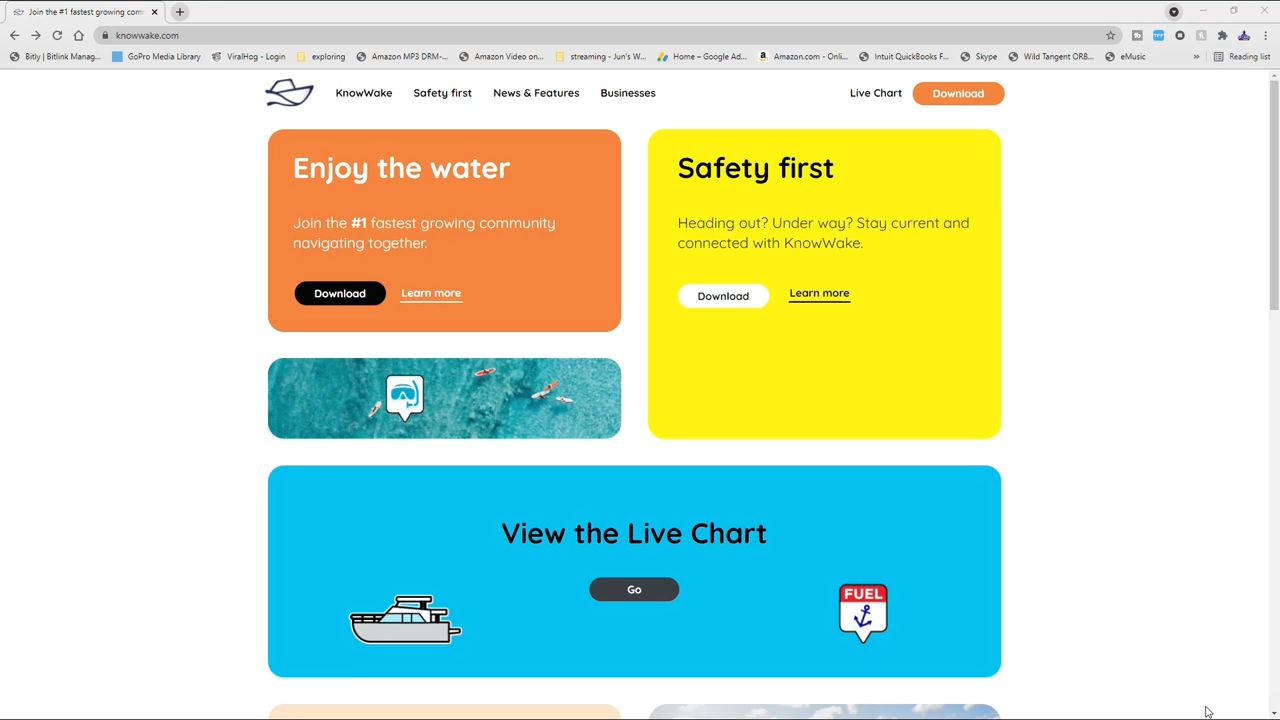 Join the #1 fastest growing com
knowwake.com
Bitly | Bitlink Manag...
GoPro Media Library
ViralHog - Login
exploring
Amazon MP3 DRM-...
Amazon Video on...
streaming - Jun's W...
Home – Google Ad...
Amazon.com - Onli...
Intuit QuickBooks F...
Skype
Wild Tangent ORB...
eMusic
Reading list
KnowWake
Safety first
News & Features
Businesses
Live Chart
Download
Enjoy the water
Join the #1 fastest growing community
navigating together.
Download
Learn more
Safety first
Heading out? Under way? Stay current and
connected with KnowWake.
Download
Learn more
View the Live Chart
Go
FUEL